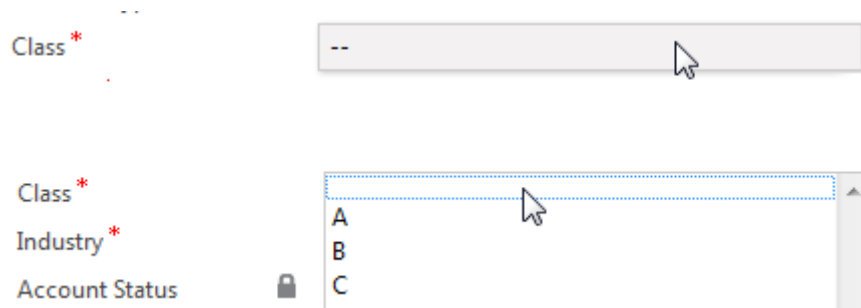 Class *
--
Class *
A
Industry *
B
Account Status
C